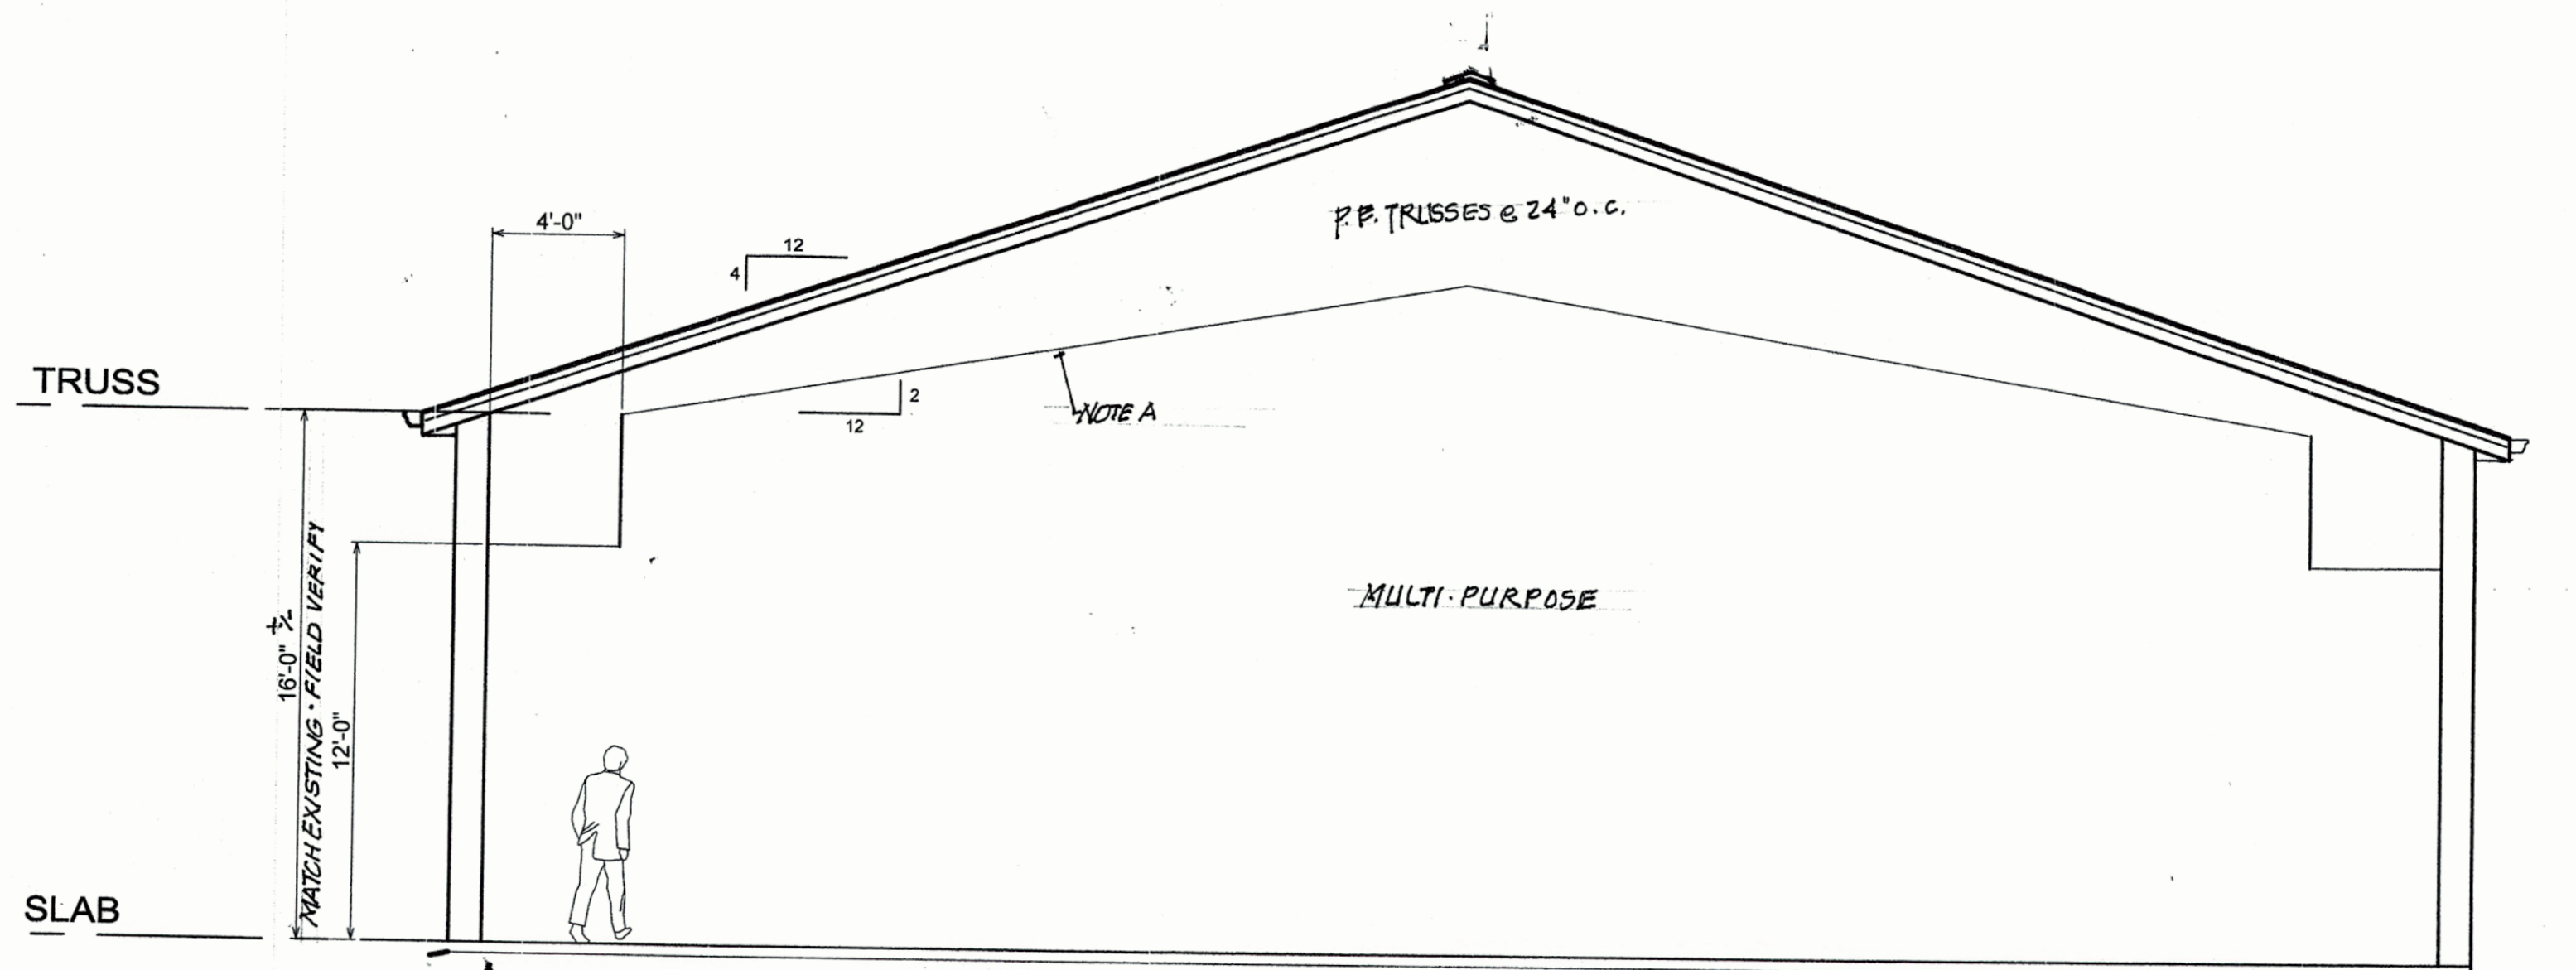 P.E. TRUSSES @ 24" O.C.
4'-0"
12
4
TRUSS
2
12
NOTE A
MULTI-PURPOSE
16'-0" +/-
MATCH EXISTING • FIELD VERIFY
12'-0"
SLAB